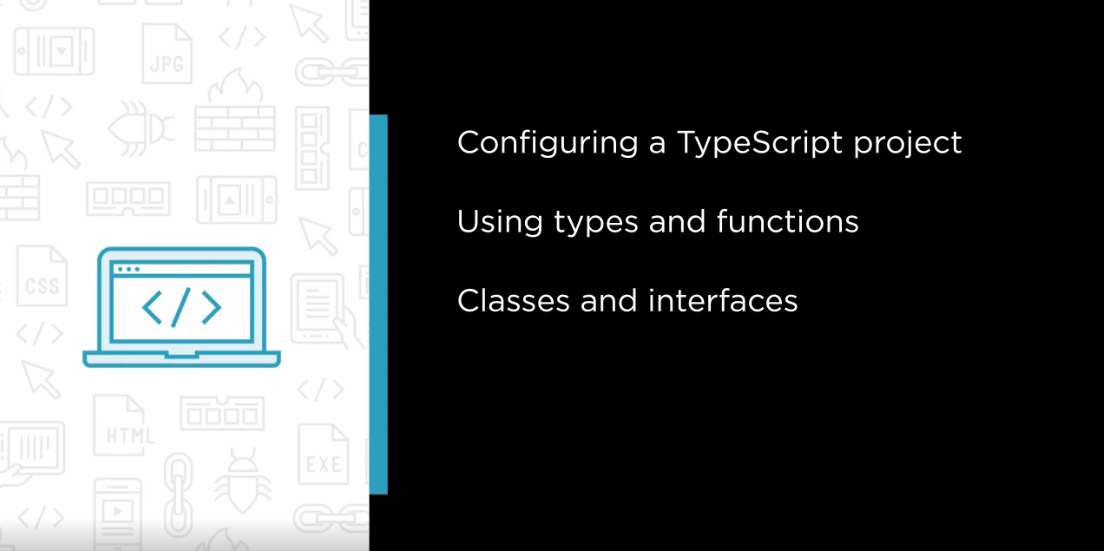 JPG
CSS
HTML
EXE
Configuring a TypeScript project
Using types and functions
Classes and interfaces